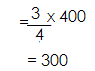 = 3/4 x 400
= 300